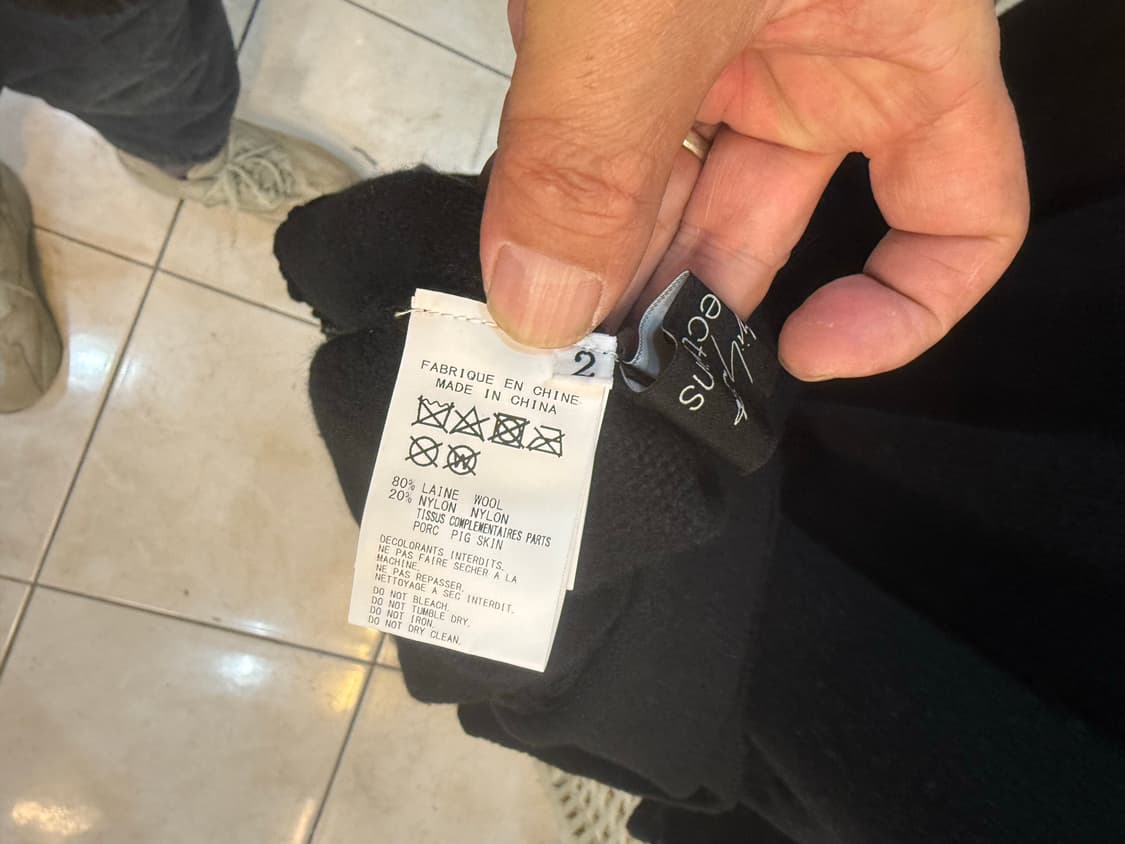 2
FABRIQUE EN CHINE
MADE IN CHINA
W
80% LAINE WOOL
20% NYLON NYLON
TISSUS COMPLEMENTAIRES PARTS
PORC PIG SKIN
DECOLORANTS INTERDITS.
NE PAS FAIRE SECHER A LA
MACHINE.
NE PAS REPASSER.
NETTOYAGE A SEC INTERDIT.
DO NOT BLEACH.
DO NOT TUMBLE DRY.
DO NOT IRON.
DO NOT DRY CLEAN.